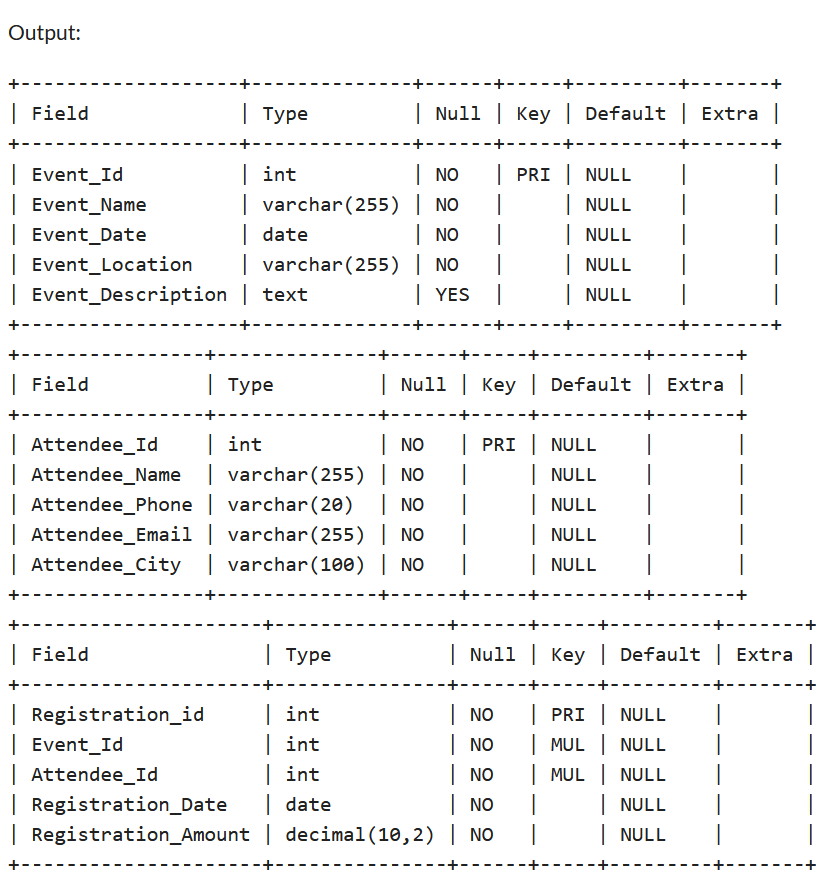 Output:
+-------------------+--------------+------+-----+---------+-------+
| Field             | Type         | Null | Key | Default | Extra |
+-------------------+--------------+------+-----+---------+-------+
| Event_Id          | int          | NO   | PRI | NULL    |       |
| Event_Name        | varchar(255) | NO   |     | NULL    |       |
| Event_Date        | date         | NO   |     | NULL    |       |
| Event_Location    | varchar(255) | NO   |     | NULL    |       |
| Event_Description | text         | YES  |     | NULL    |       |
+-------------------+--------------+------+-----+---------+-------+
+----------------+--------------+------+-----+---------+-------+
| Field          | Type         | Null | Key | Default | Extra |
+----------------+--------------+------+-----+---------+-------+
| Attendee_Id    | int          | NO   | PRI | NULL    |       |
| Attendee_Name  | varchar(255) | NO   |     | NULL    |       |
| Attendee_Phone | varchar(20)  | NO   |     | NULL    |       |
| Attendee_Email | varchar(255) | NO   |     | NULL    |       |
| Attendee_City  | varchar(100) | NO   |     | NULL    |       |
+----------------+--------------+------+-----+---------+-------+
+---------------------+---------------+------+-----+---------+-------+
| Field               | Type          | Null | Key | Default | Extra |
+---------------------+---------------+------+-----+---------+-------+
| Registration_id     | int           | NO   | PRI | NULL    |       |
| Event_Id            | int           | NO   | MUL | NULL    |       |
| Attendee_Id         | int           | NO   | MUL | NULL    |       |
| Registration_Date   | date          | NO   |     | NULL    |       |
| Registration_Amount | decimal(10,2) | NO   |     | NULL    |       |
+---------------------+---------------+------+-----+---------+-------+